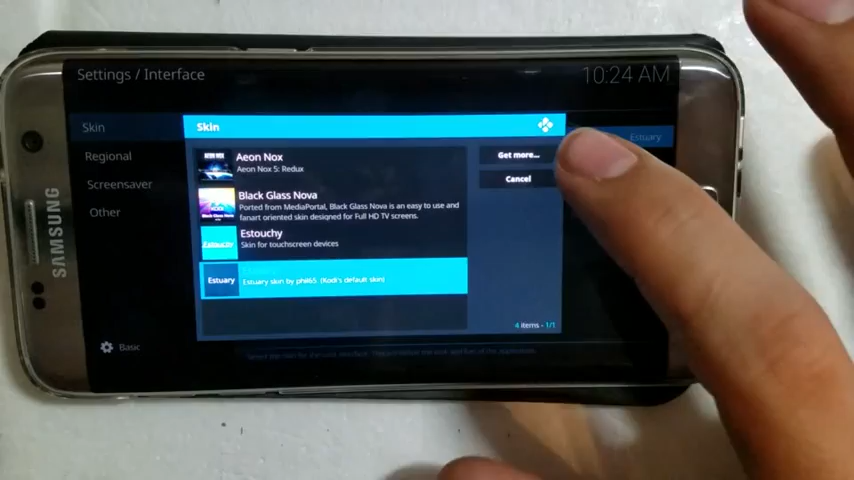 Settings / Interface
10:24 AM
Skin
Skin
Estuary
Aeon Nox
Aeon Nox 5: Redux
Get more...
Regional
Cancel
Screensaver
Black Glass Nova
Ported from MediaPortal, Black Glass Nova is an easy to use and
fanart oriented skin designed for Full HD TV screens.
Other
Estouchy
Estouchy
Skin for touchscreen devices
Estuary
Estuary skin by phil65. (Kodi's default skin)
4 items - 1/1
Basic
SAMSUNG